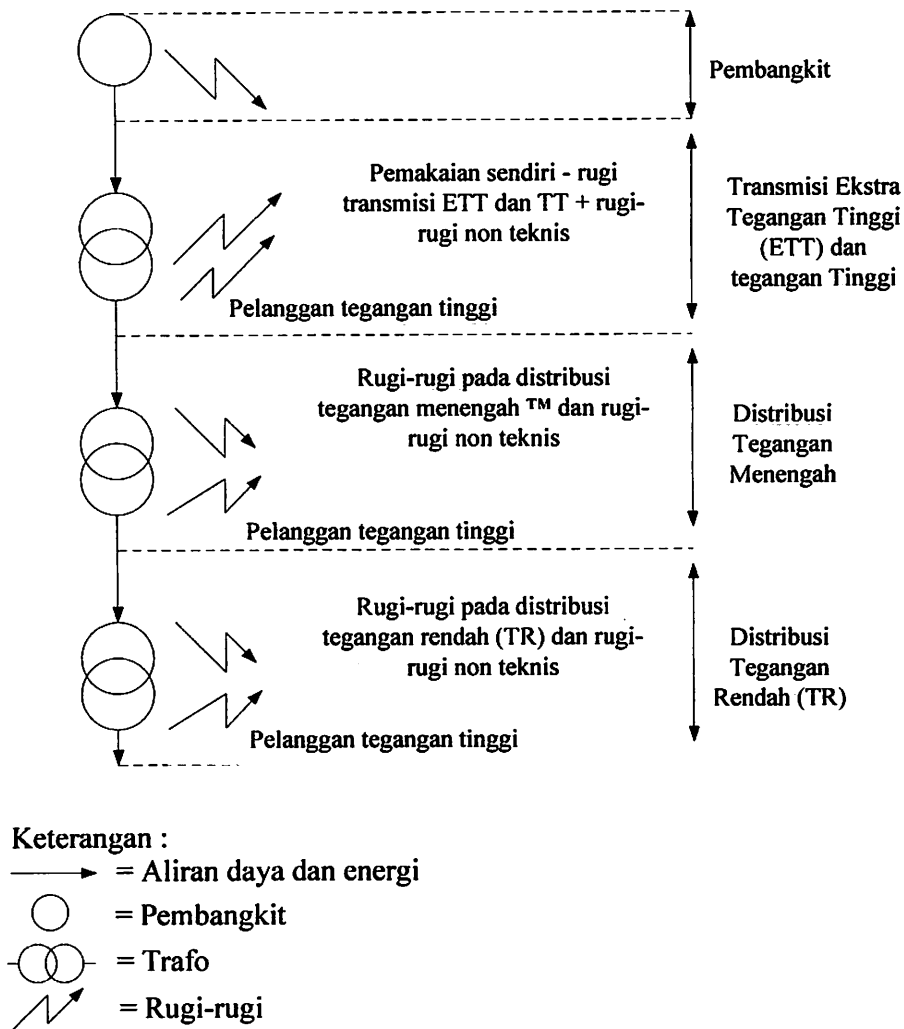 Pembangkit
Pemakaian sendiri - rugi
transmisi ETT dan TT + rugi-
rugi non teknis
Transmisi Ekstra
Tegangan Tinggi
(ETT) dan
tegangan Tinggi
Pelanggan tegangan tinggi
Rugi-rugi pada distribusi
tegangan menengah ™ dan rugi-
rugi non teknis
Distribusi
Tegangan
Menengah
Pelanggan tegangan tinggi
Rugi-rugi pada distribusi
tegangan rendah (TR) dan rugi-
rugi non teknis
Distribusi
Tegangan
Rendah (TR)
Pelanggan tegangan tinggi
Keterangan :
= Aliran daya dan energi
= Pembangkit
= Trafo
= Rugi-rugi